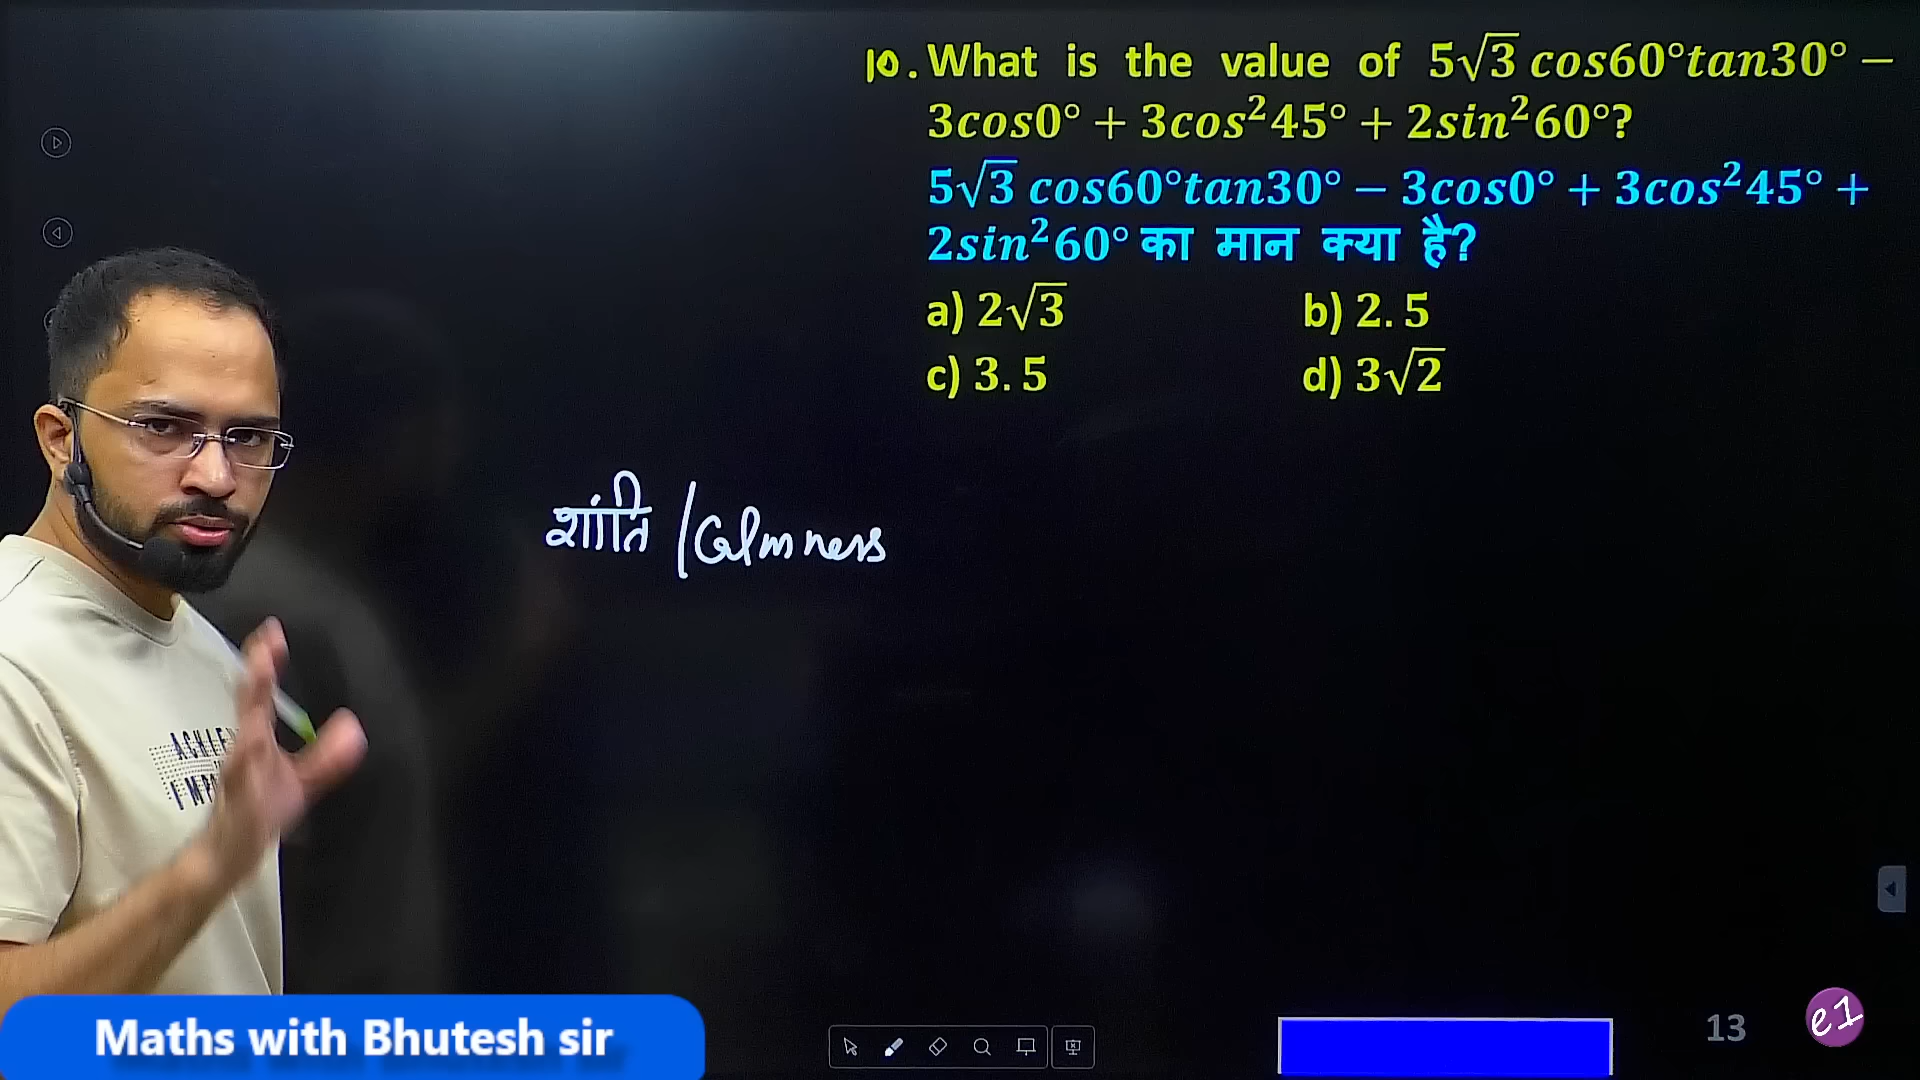 10. What is the value of 5√3 cos60°tan30° −
3cos0° + 3cos²45° + 2sin²60°?
5√3 cos60°tan30° − 3cos0° + 3cos²45° +
2sin²60° का मान क्या है?
a) 2√3 b) 2.5
c) 3.5 d) 3√2
शांति / Calmness
Maths with Bhutesh sir
13
e1